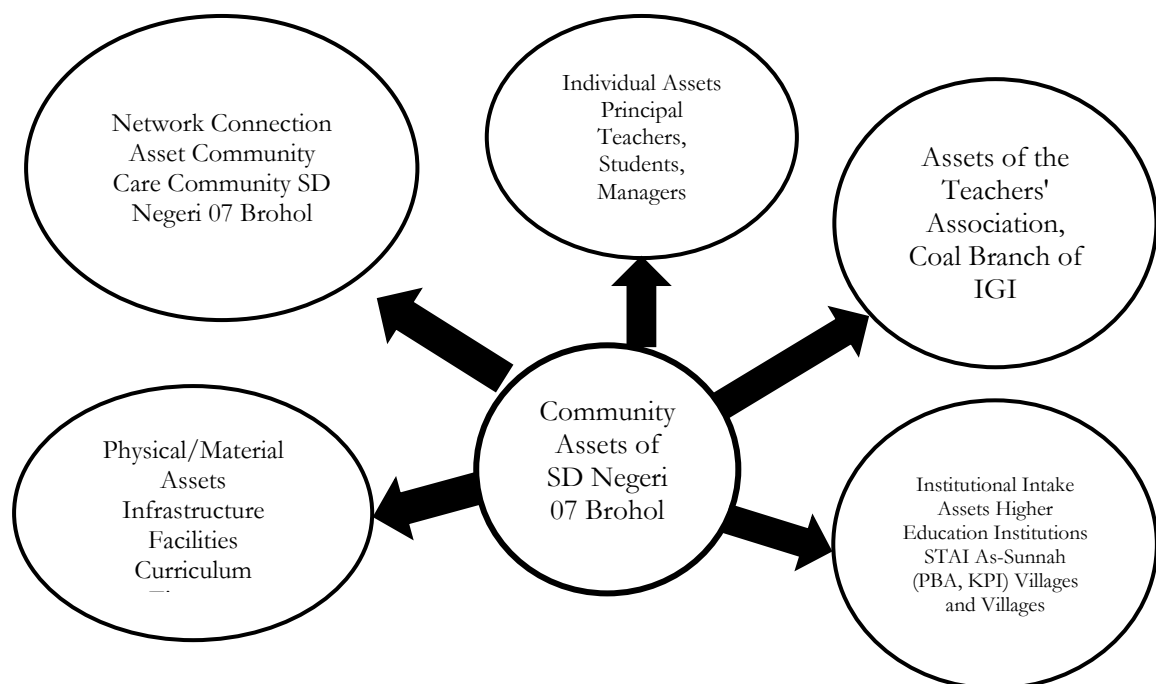 Network Connection
Asset Community
Care Community SD
Negeri 07 Brohol
Individual Assets
Principal
Teachers,
Students,
Managers
Assets of the
Teachers'
Association,
Coal Branch of
IGI
Community
Assets of
SD Negeri
07 Brohol
Physical/Material
Assets
Infrastructure
Facilities
Curriculum
Institutional Intake
Assets Higher
Education Institutions
STAI As-Sunnah
(PBA, KPI) Villages
and Villages